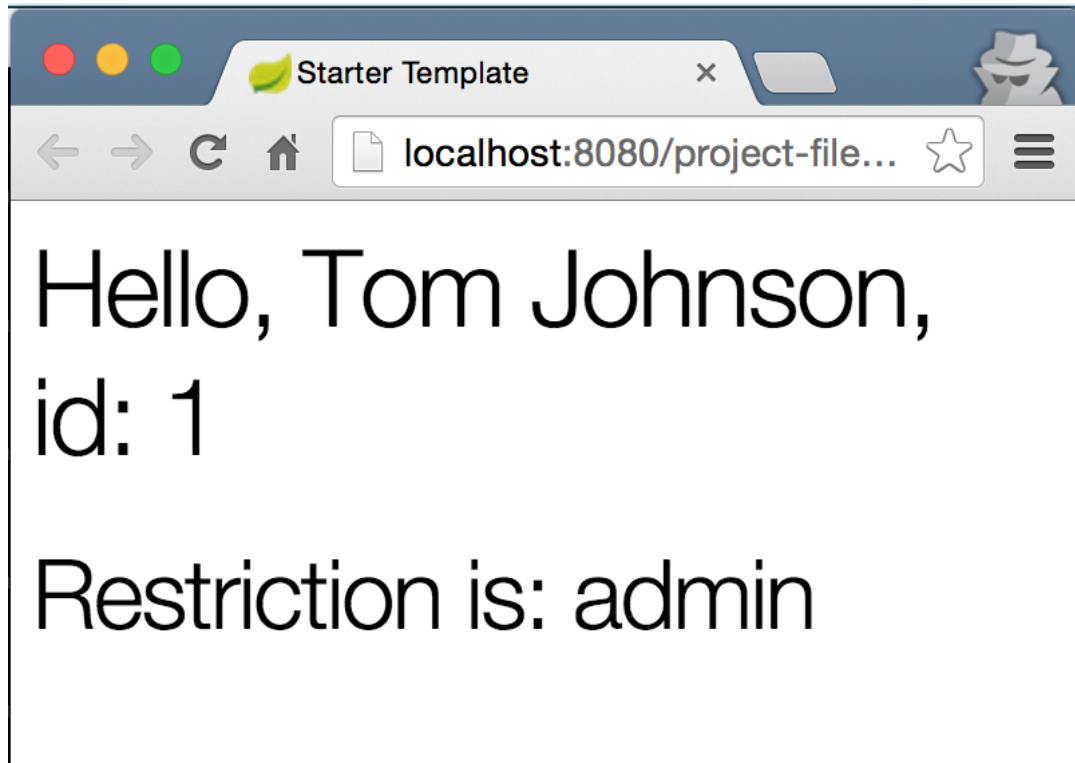 Starter Template
localhost:8080/project-file...
Hello, Tom Johnson,
id: 1
Restriction is: admin